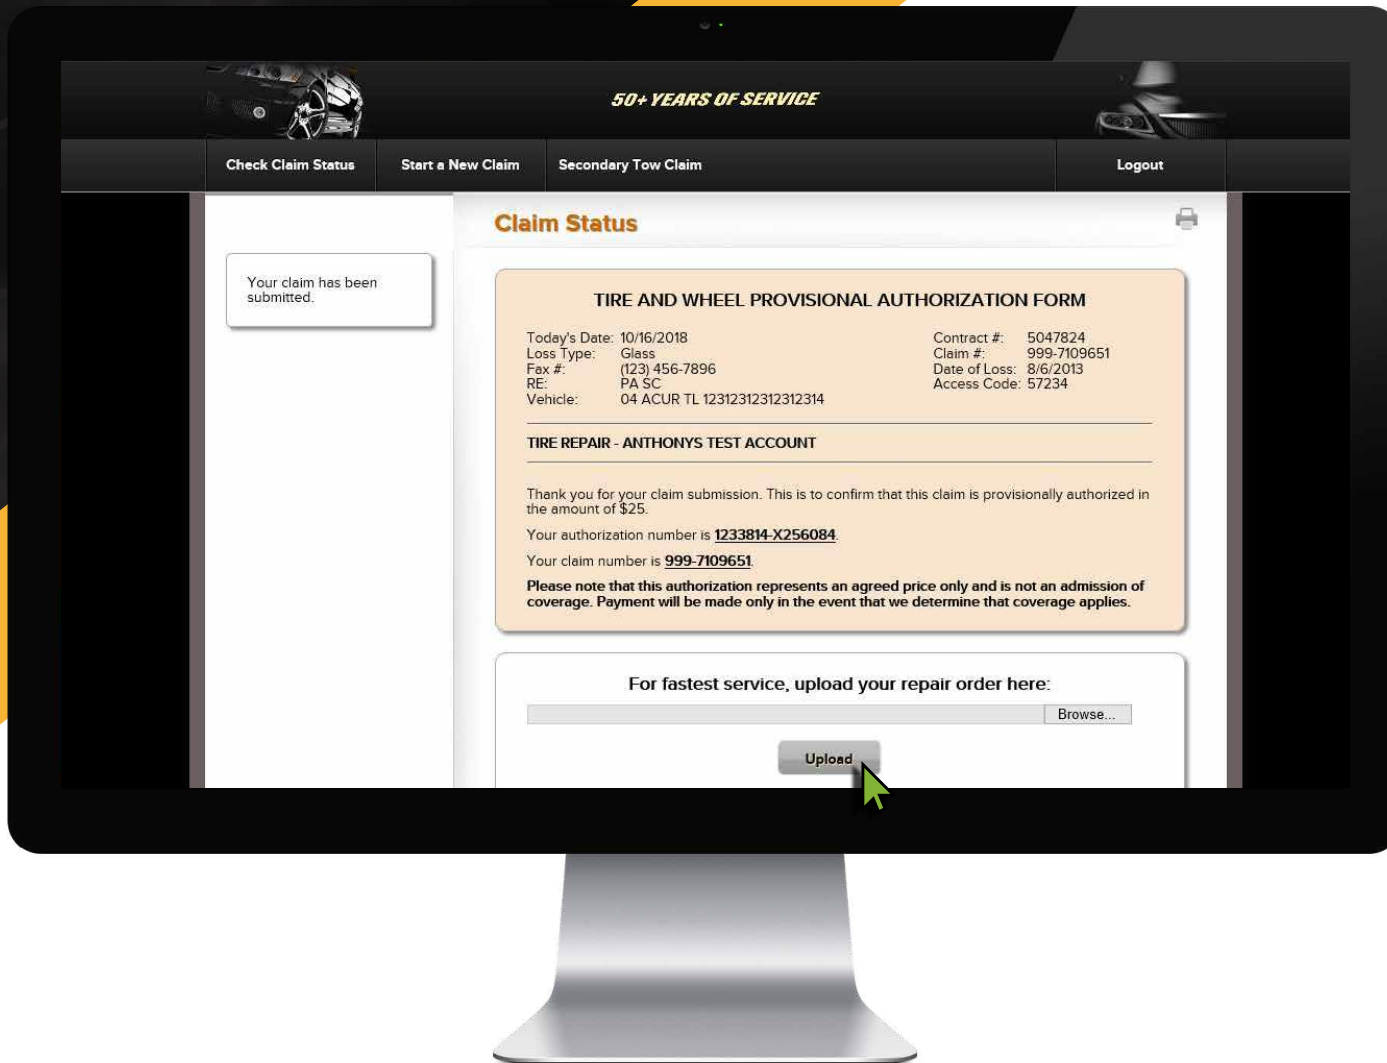 50+ YEARS OF SERVICE
Check Claim Status Start a New Claim Secondary Tow Claim Logout
Claim Status
Your claim has been
submitted.
TIRE AND WHEEL PROVISIONAL AUTHORIZATION FORM
Today's Date: 10/16/2018 Contract #: 5047824
Loss Type: Glass Claim #: 999-7109651
Fax #: (123) 456-7896 Date of Loss: 8/6/2013
RE: PA SC Access Code: 57234
Vehicle: 04 ACUR TL 12312312312312314
TIRE REPAIR - ANTHONYS TEST ACCOUNT
Thank you for your claim submission. This is to confirm that this claim is provisionally authorized in
the amount of $25.
Your authorization number is 1233814-X256084.
Your claim number is 999-7109651.
Please note that this authorization represents an agreed price only and is not an admission of
coverage. Payment will be made only in the event that we determine that coverage applies.
For fastest service, upload your repair order here:
Browse...
Upload